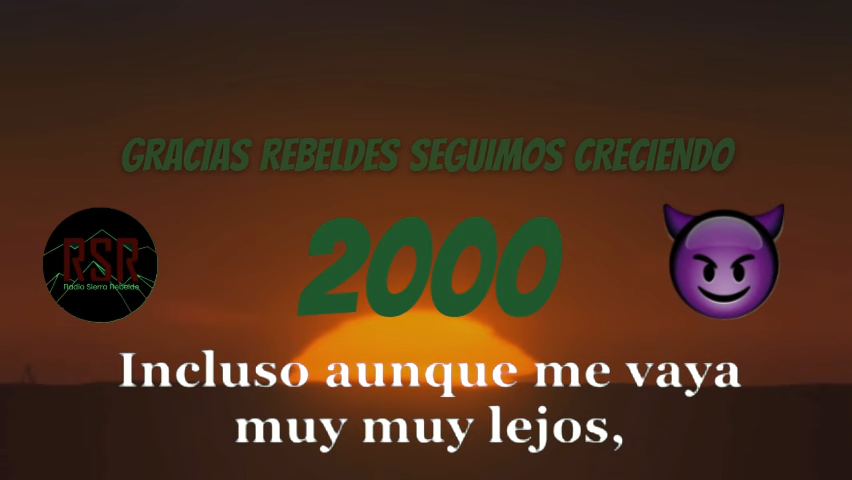 GRACIAS REBELDES SEGUIMOS CRECIENDO
RSR
Radio Sierra Rebelde
2000
Incluso aunque me vaya
muy muy lejos,